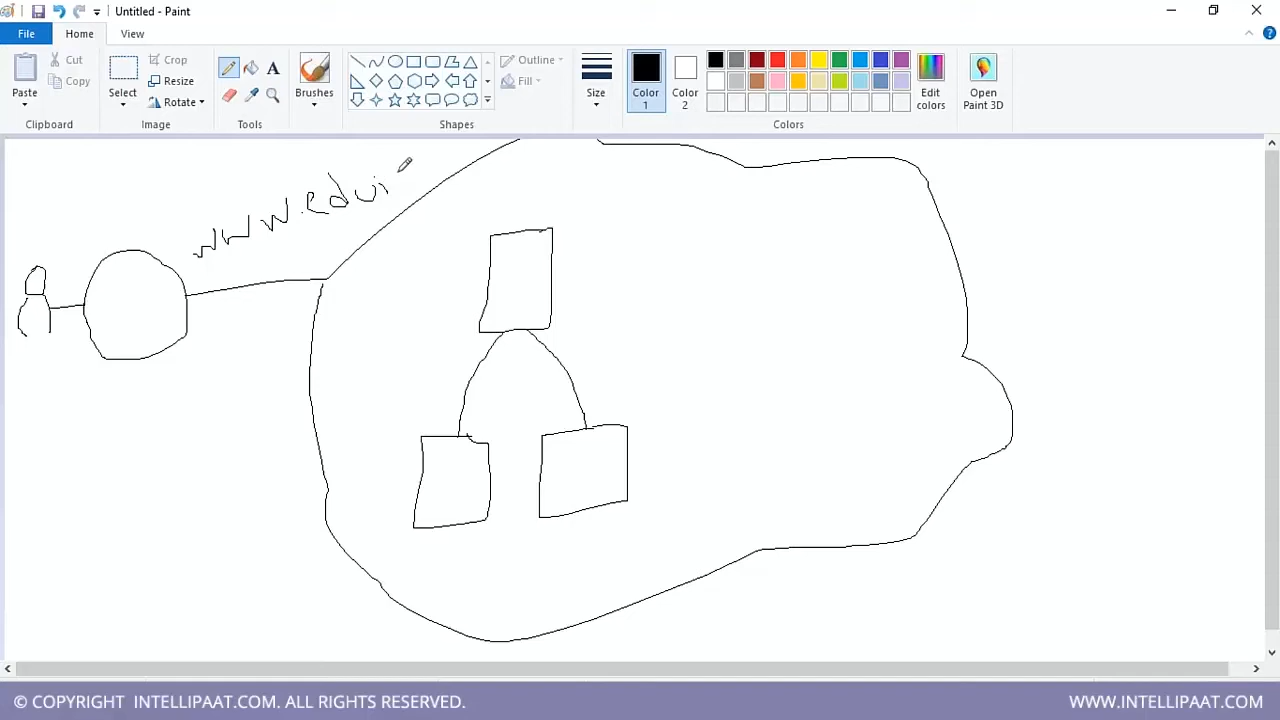 Untitled - Paint
File Home View
Cut Crop Outline Edit colors Open Paint 3D
Paste Copy Select Resize Brushes Fill Size Color 1 Color 2
Rotate A
Clipboard Image Tools Shapes Colors
www.edui
© COPYRIGHT INTELLIPAAT.COM. ALL RIGHTS RESERVED. WWW.INTELLIPAAT.COM